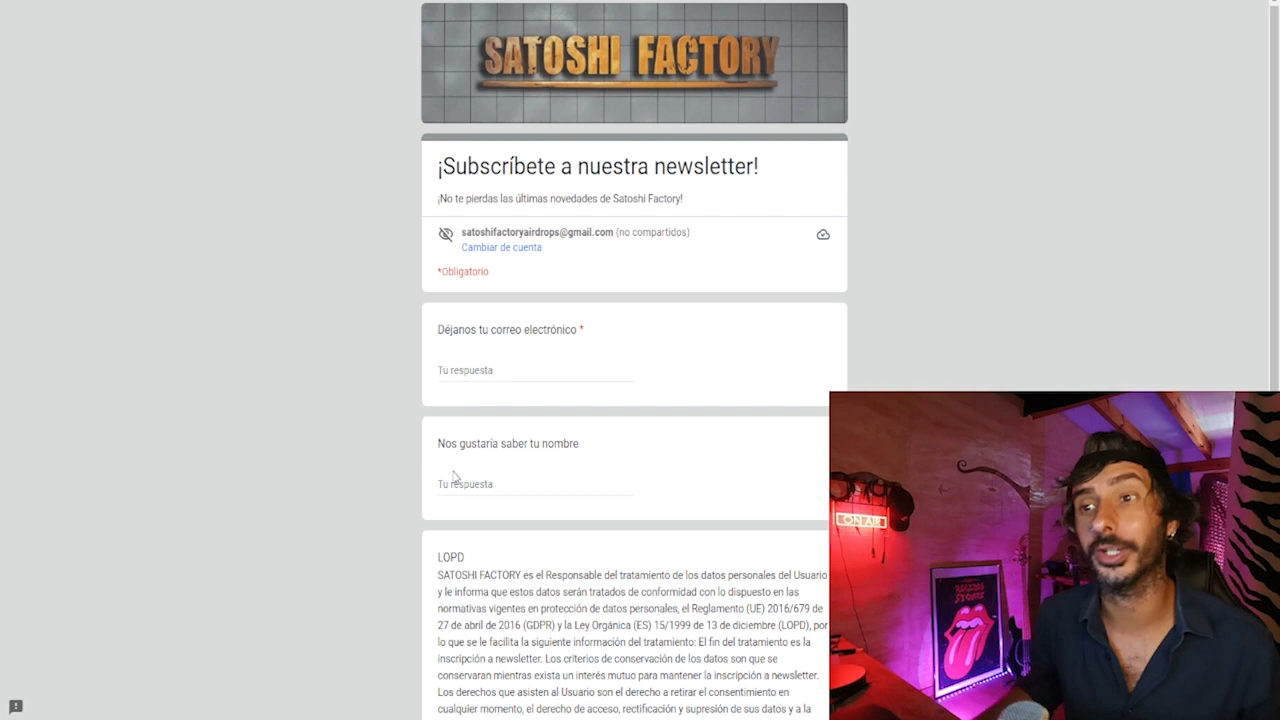 SATOSHI FACTORY
¡Subscríbete a nuestra newsletter!
¡No te pierdas las últimas novedades de Satoshi Factory!
satoshifactoryairdrops@gmail.com (no compartidos)
Cambiar de cuenta
*Obligatorio
Déjanos tu correo electrónico *
Tu respuesta
Nos gustaría saber tu nombre
Tu respuesta
LOPD
SATOSHI FACTORY es el Responsable del tratamiento de los datos personales del Usuario
y le informa que estos datos serán tratados de conformidad con lo dispuesto en las
normativas vigentes en protección de datos personales, el Reglamento (UE) 2016/679 de
27 de abril de 2016 (GDPR) y la Ley Orgánica (ES) 15/1999 de 13 de diciembre (LOPD), por
lo que se le facilita la siguiente información del tratamiento: El fin del tratamiento es la
inscripción a newsletter. Los criterios de conservación de los datos son que se
conservaran mientras exista un interés mutuo para mantener la inscripción a newsletter.
Los derechos que asisten al Usuario son el derecho a retirar el consentimiento en
cualquier momento, el derecho de acceso, rectificación y supresión de sus datos y a la
ON AIR
ROLLING
STONES